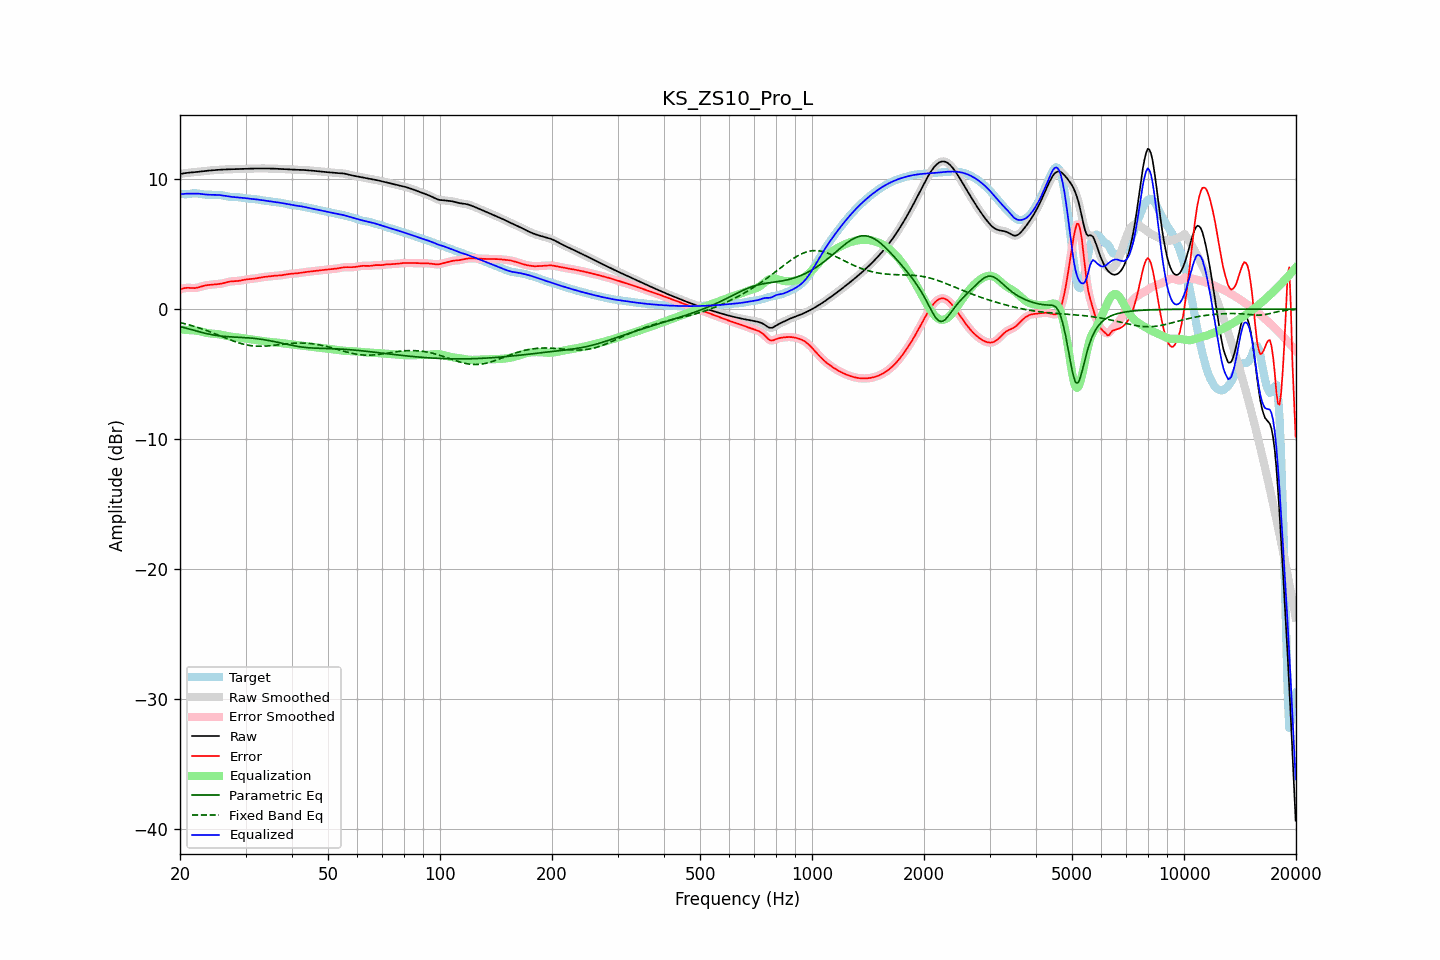 KS_ZS10_Pro_L
Amplitude (dBr)
10
0
−10
−20
−30
−40
Target
Raw Smoothed
Error Smoothed
Raw
Error
Equalization
Parametric Eq
Fixed Band Eq
Equalized
20 50 100 200 500 1000 2000 5000 10000 20000
Frequency (Hz)